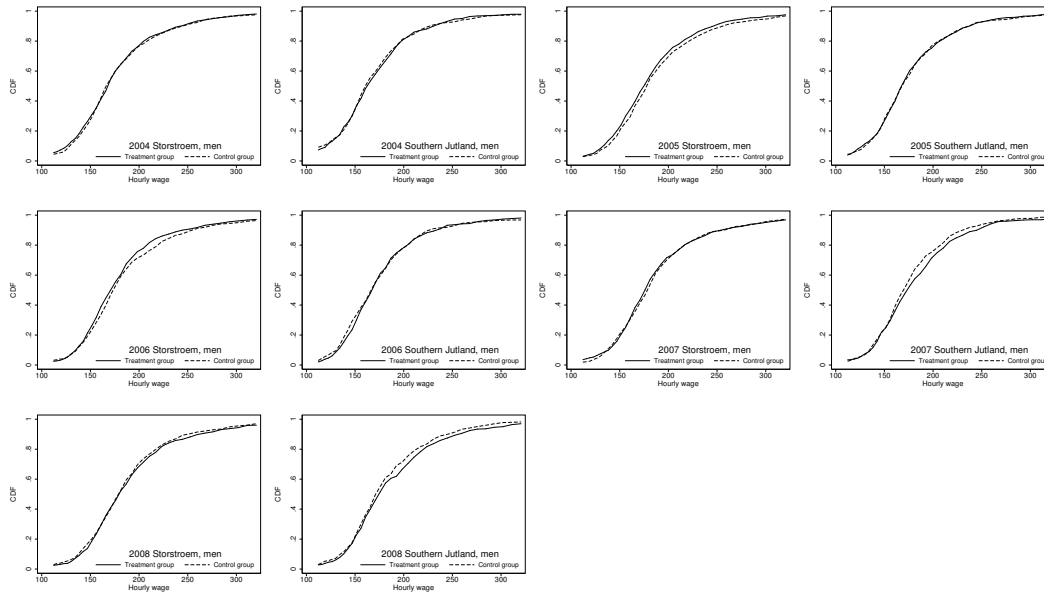 CDF
0 .2 .4 .6 .8 1
2004 Storstroem, men
Treatment group Control group
100 150 200 250 300
Hourly wage
CDF
0 .2 .4 .6 .8 1
2004 Southern Jutland, men
Treatment group Control group
100 150 200 250 300
Hourly wage
CDF
0 .2 .4 .6 .8 1
2005 Storstroem, men
Treatment group Control group
100 150 200 250 300
Hourly wage
CDF
0 .2 .4 .6 .8 1
2005 Southern Jutland, men
Treatment group Control group
100 150 200 250 300
Hourly wage
CDF
0 .2 .4 .6 .8 1
2006 Storstroem, men
Treatment group Control group
100 150 200 250 300
Hourly wage
CDF
0 .2 .4 .6 .8 1
2006 Southern Jutland, men
Treatment group Control group
100 150 200 250 300
Hourly wage
CDF
0 .2 .4 .6 .8 1
2007 Storstroem, men
Treatment group Control group
100 150 200 250 300
Hourly wage
CDF
0 .2 .4 .6 .8 1
2007 Southern Jutland, men
Treatment group Control group
100 150 200 250 300
Hourly wage
CDF
0 .2 .4 .6 .8 1
2008 Storstroem, men
Treatment group Control group
100 150 200 250 300
Hourly wage
CDF
0 .2 .4 .6 .8 1
2008 Southern Jutland, men
Treatment group Control group
100 150 200 250 300
Hourly wage